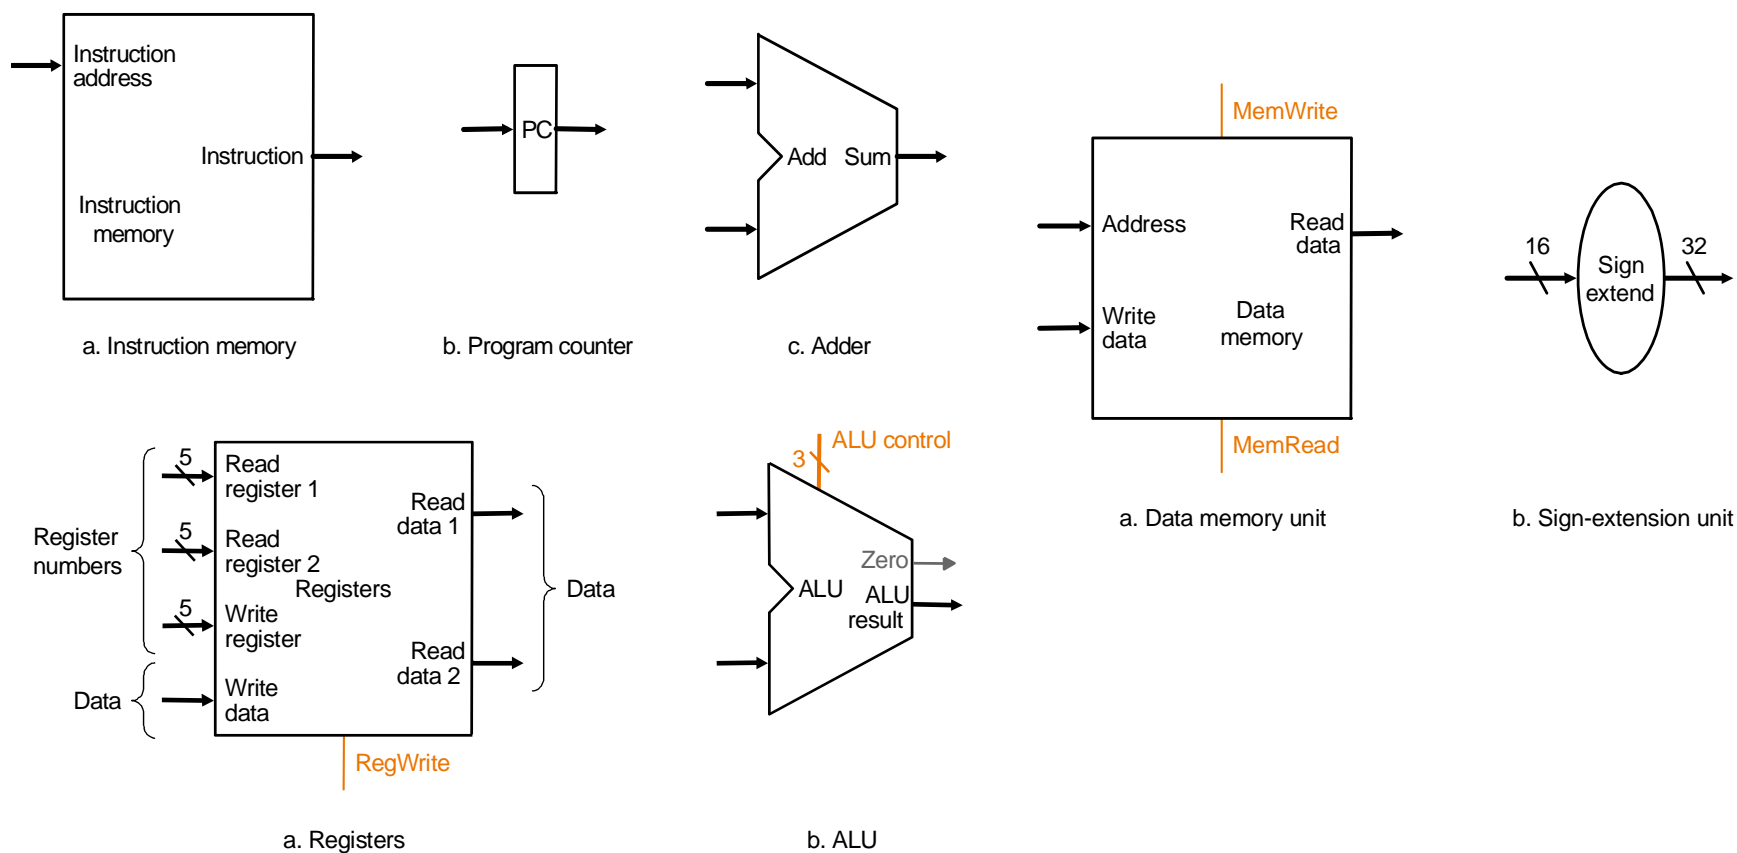 Instruction
address
Instruction
Instruction
memory
a. Instruction memory
PC
b. Program counter
Add Sum
c. Adder
MemWrite
Address
Read
data
Write
data
Data
memory
MemRead
a. Data memory unit
16
Sign
extend
32
b. Sign-extension unit
Register
numbers
Data
5
5
5
Read
register 1
Read
register 2
Registers
Write
register
Write
data
Read
data 1
Read
data 2
Data
RegWrite
a. Registers
3
ALU control
Zero
ALU
ALU
result
b. ALU